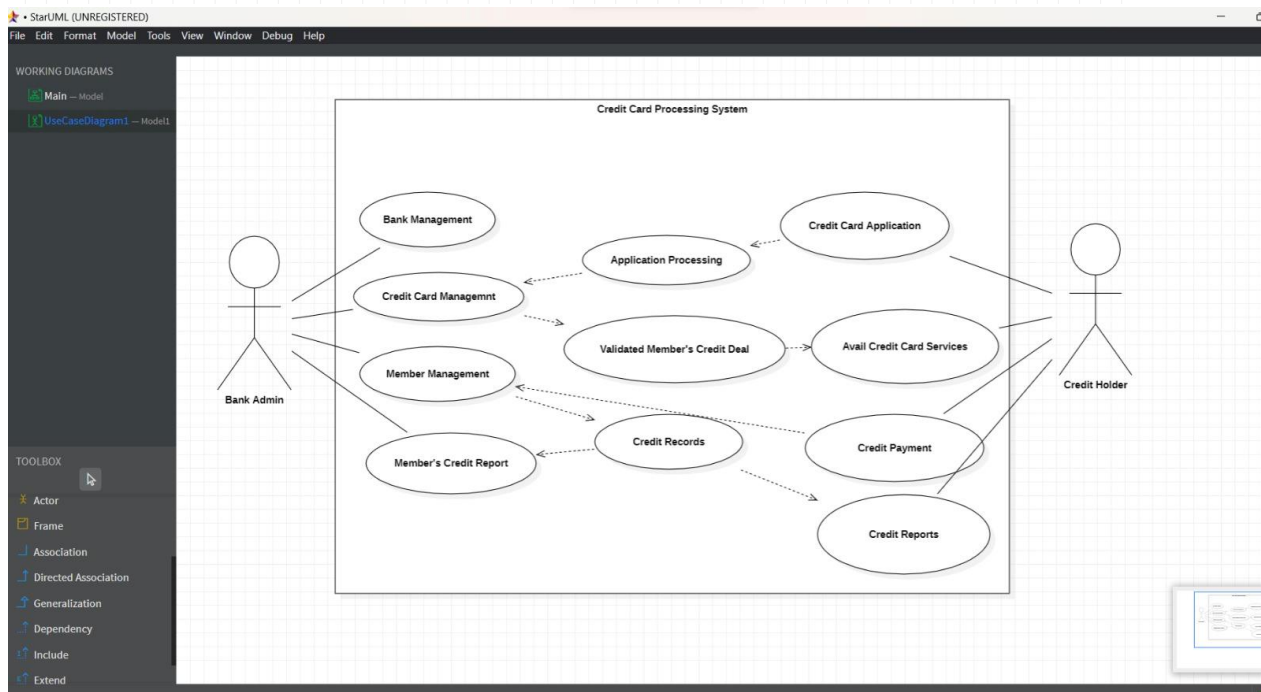 • StarUML (UNREGISTERED)
File Edit Format Model Tools View Window Debug Help
WORKING DIAGRAMS
Main — Model
UseCaseDiagram1 — Model1
Credit Card Processing System
Bank Management
Credit Card Application
Application Processing
Credit Card Managemnt
Validated Member's Credit Deal
Avail Credit Card Services
Member Management
Bank Admin
Credit Holder
Credit Records
Credit Payment
Member's Credit Report
Credit Reports
TOOLBOX
Actor
Frame
Association
Directed Association
Generalization
Dependency
Include
Extend